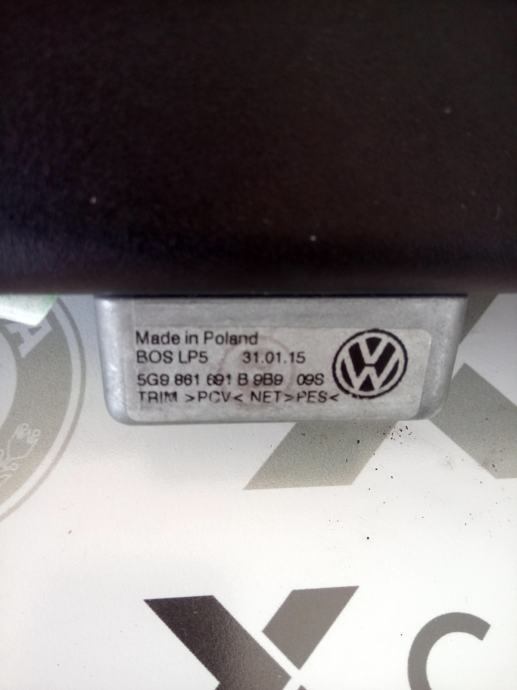 Made in Poland
BOS LP5 31.01.15
5G9 861 691 B 9B9 09S
TRIM >PCV< NET >PES<